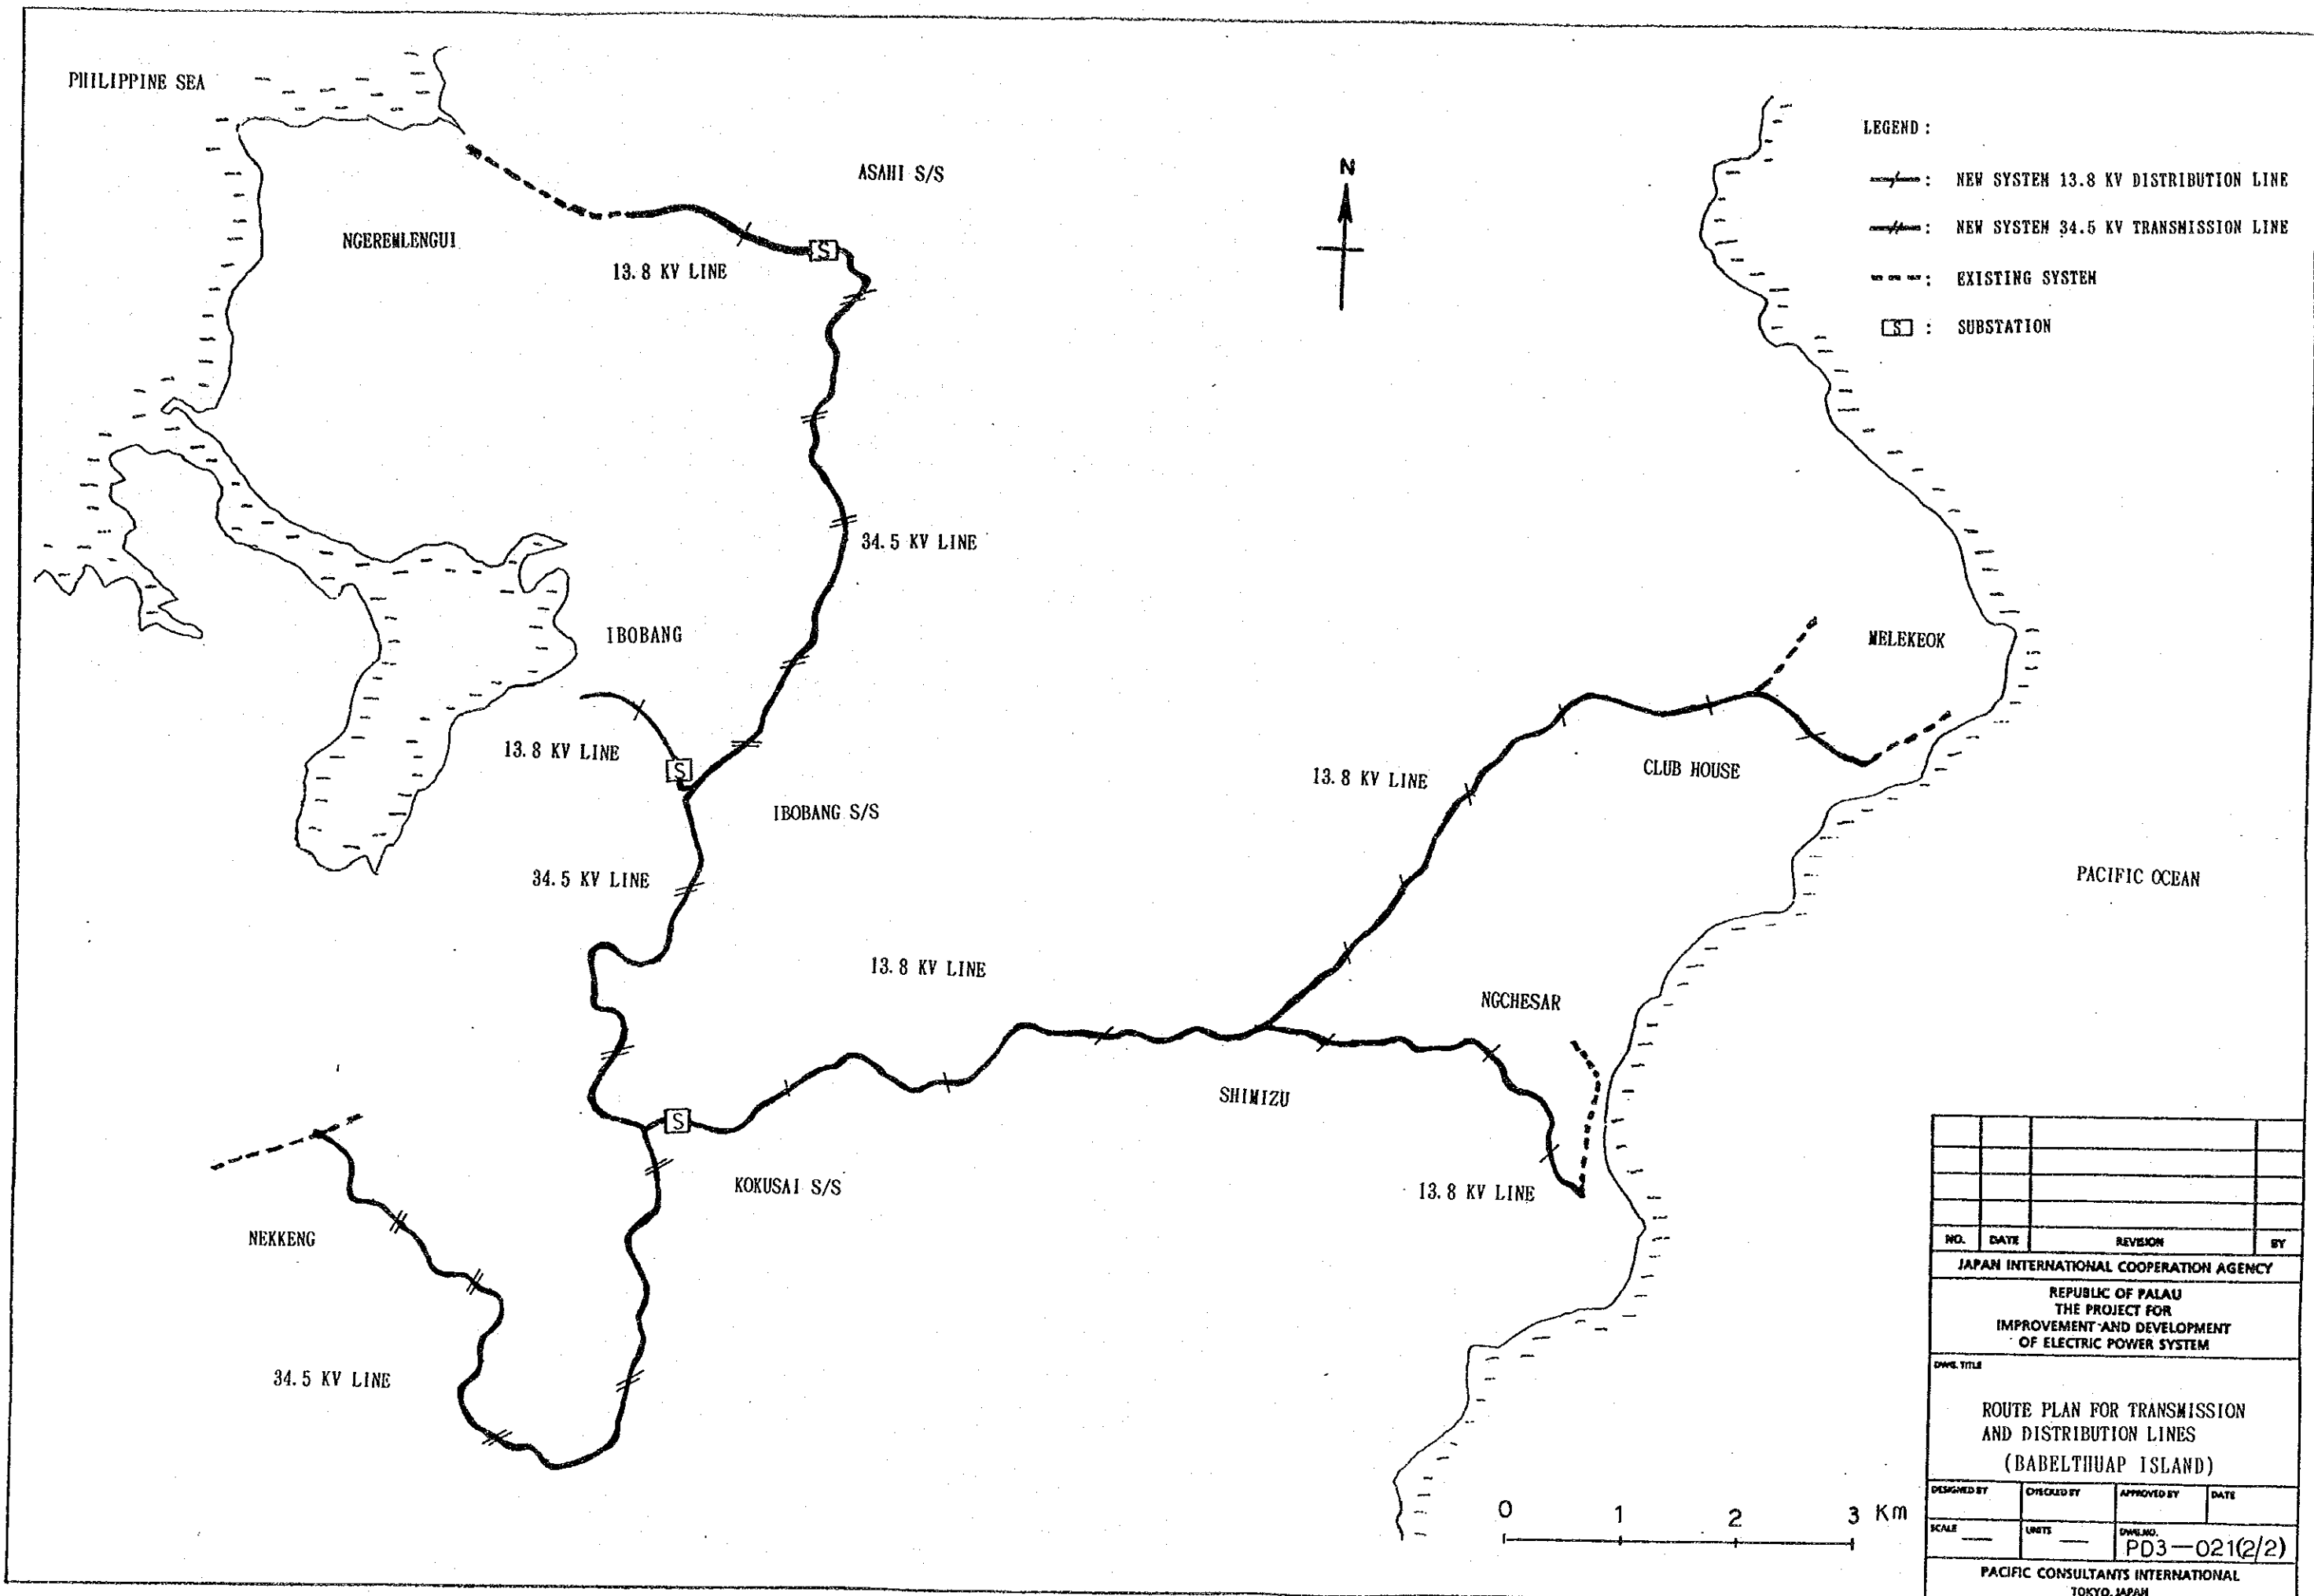 PHILIPPINE SEA
ASAHI S/S
N
LEGEND :
: NEW SYSTEM 13.8 KV DISTRIBUTION LINE
: NEW SYSTEM 34.5 KV TRANSMISSION LINE
: EXISTING SYSTEM
S : SUBSTATION
NGEREMLENGUI
13.8 KV LINE
S
34.5 KV LINE
IBOBANG
MELEKEOK
13.8 KV LINE
S
IBOBANG S/S
13.8 KV LINE
CLUB HOUSE
34.5 KV LINE
PACIFIC OCEAN
13.8 KV LINE
NGCHESAR
SHIMIZU
S
KOKUSAI S/S
13.8 KV LINE
NEKKENG
34.5 KV LINE
0 1 2 3 Km
NO. DATE REVISION BY
JAPAN INTERNATIONAL COOPERATION AGENCY
REPUBLIC OF PALAU
THE PROJECT FOR
IMPROVEMENT AND DEVELOPMENT
OF ELECTRIC POWER SYSTEM
DWG. TITLE
ROUTE PLAN FOR TRANSMISSION
AND DISTRIBUTION LINES
(BABELTHUAP ISLAND)
DESIGNED BY CHECKED BY APPROVED BY DATE
SCALE — UNITS — DWG.NO. PD3-021(2/2)
PACIFIC CONSULTANTS INTERNATIONAL
TOKYO, JAPAN